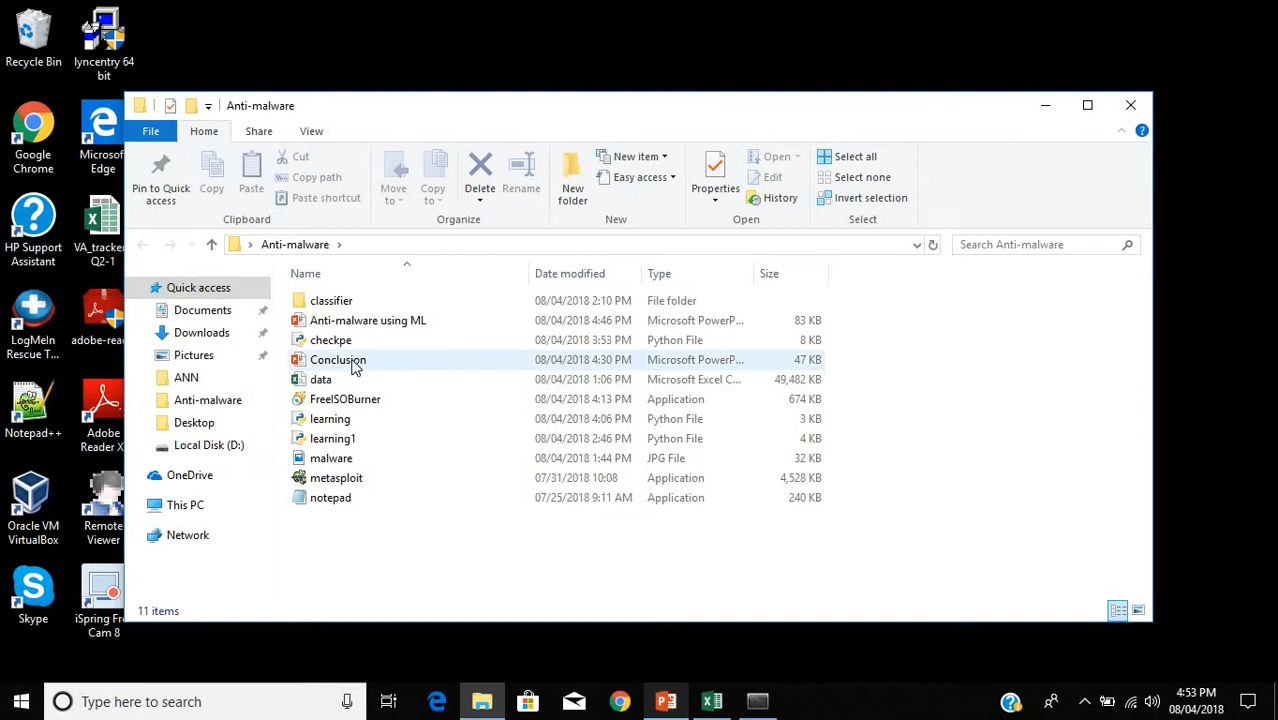 Recycle Bin
lyncentry 64 bit
Google Chrome
Microsoft Edge
HP Support Assistant
VA_tracker Q2-1
LogMeIn Rescue T...
adobe-read
Notepad++
Adobe Reader X
Oracle VM VirtualBox
Remote Viewer
Skype
iSpring Fr Cam 8
Anti-malware
File
Home
Share
View
Pin to Quick access
Copy
Paste
Cut
Copy path
Paste shortcut
Clipboard
Move to
Copy to
Delete
Rename
Organize
New folder
New item
Easy access
New
Properties
Open
Edit
History
Open
Select all
Select none
Invert selection
Select
Anti-malware
Search Anti-malware
Quick access
Documents
Downloads
Pictures
ANN
Anti-malware
Desktop
Local Disk (D:)
OneDrive
This PC
Network
Name Date modified Type Size
classifier 08/04/2018 2:10 PM File folder
Anti-malware using ML 08/04/2018 4:46 PM Microsoft PowerP... 83 KB
checkpe 08/04/2018 3:53 PM Python File 8 KB
Conclusion 08/04/2018 4:30 PM Microsoft PowerP... 47 KB
data 08/04/2018 1:06 PM Microsoft Excel C... 49,482 KB
FreeISOBurner 08/04/2018 4:13 PM Application 674 KB
learning 08/04/2018 4:06 PM Python File 3 KB
learning1 08/04/2018 2:46 PM Python File 4 KB
malware 08/04/2018 1:44 PM JPG File 32 KB
metasploit 07/31/2018 10:08 Application 4,528 KB
notepad 07/25/2018 9:11 AM Application 240 KB
11 items
Type here to search
4:53 PM
08/04/2018